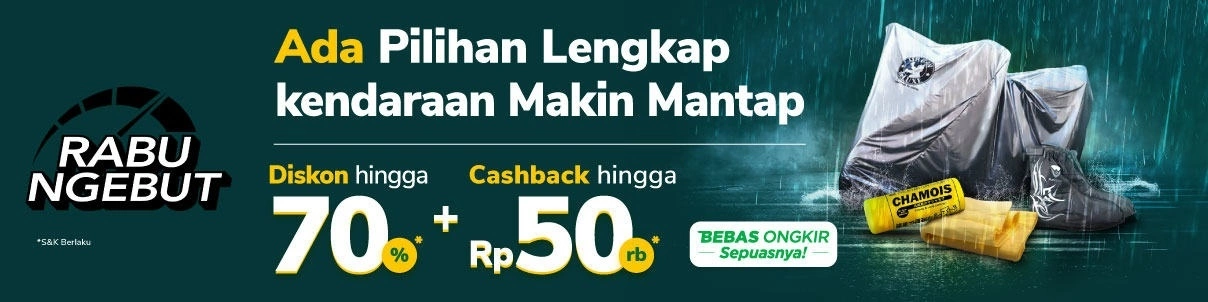 Ada Pilihan Lengkap
kendaraan Makin Mantap
RABU
NGEBUT
Diskon hingga
70%*
+
Cashback hingga
Rp50rb*
BEBAS ONGKIR
Sepuasnya!
*S&K Berlaku
CHAMOIS